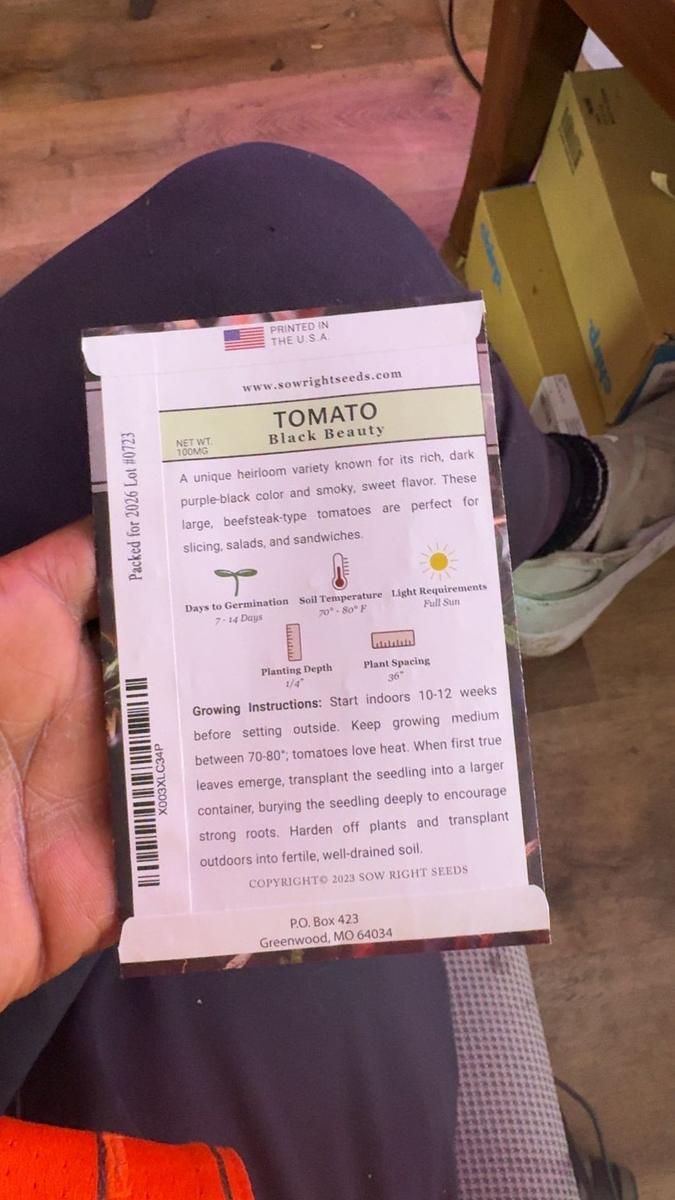 PRINTED IN
THE U.S.A.
www.sowrightseeds.com
NET WT.
100MG
TOMATO
Black Beauty
Packed for 2026 Lot #0723
A unique heirloom variety known for its rich, dark
purple-black color and smoky, sweet flavor. These
large, beefsteak-type tomatoes are perfect for
slicing, salads, and sandwiches.
Days to Germination
7 - 14 Days
Soil Temperature
70° - 80° F
Light Requirements
Full Sun
Planting Depth
1/4"
Plant Spacing
36"
Growing Instructions: Start indoors 10-12 weeks
before setting outside. Keep growing medium
between 70-80°; tomatoes love heat. When first true
leaves emerge, transplant the seedling into a larger
container, burying the seedling deeply to encourage
strong roots. Harden off plants and transplant
outdoors into fertile, well-drained soil.
X003XLC34P
COPYRIGHT© 2023 SOW RIGHT SEEDS
P.O. Box 423
Greenwood, MO 64034